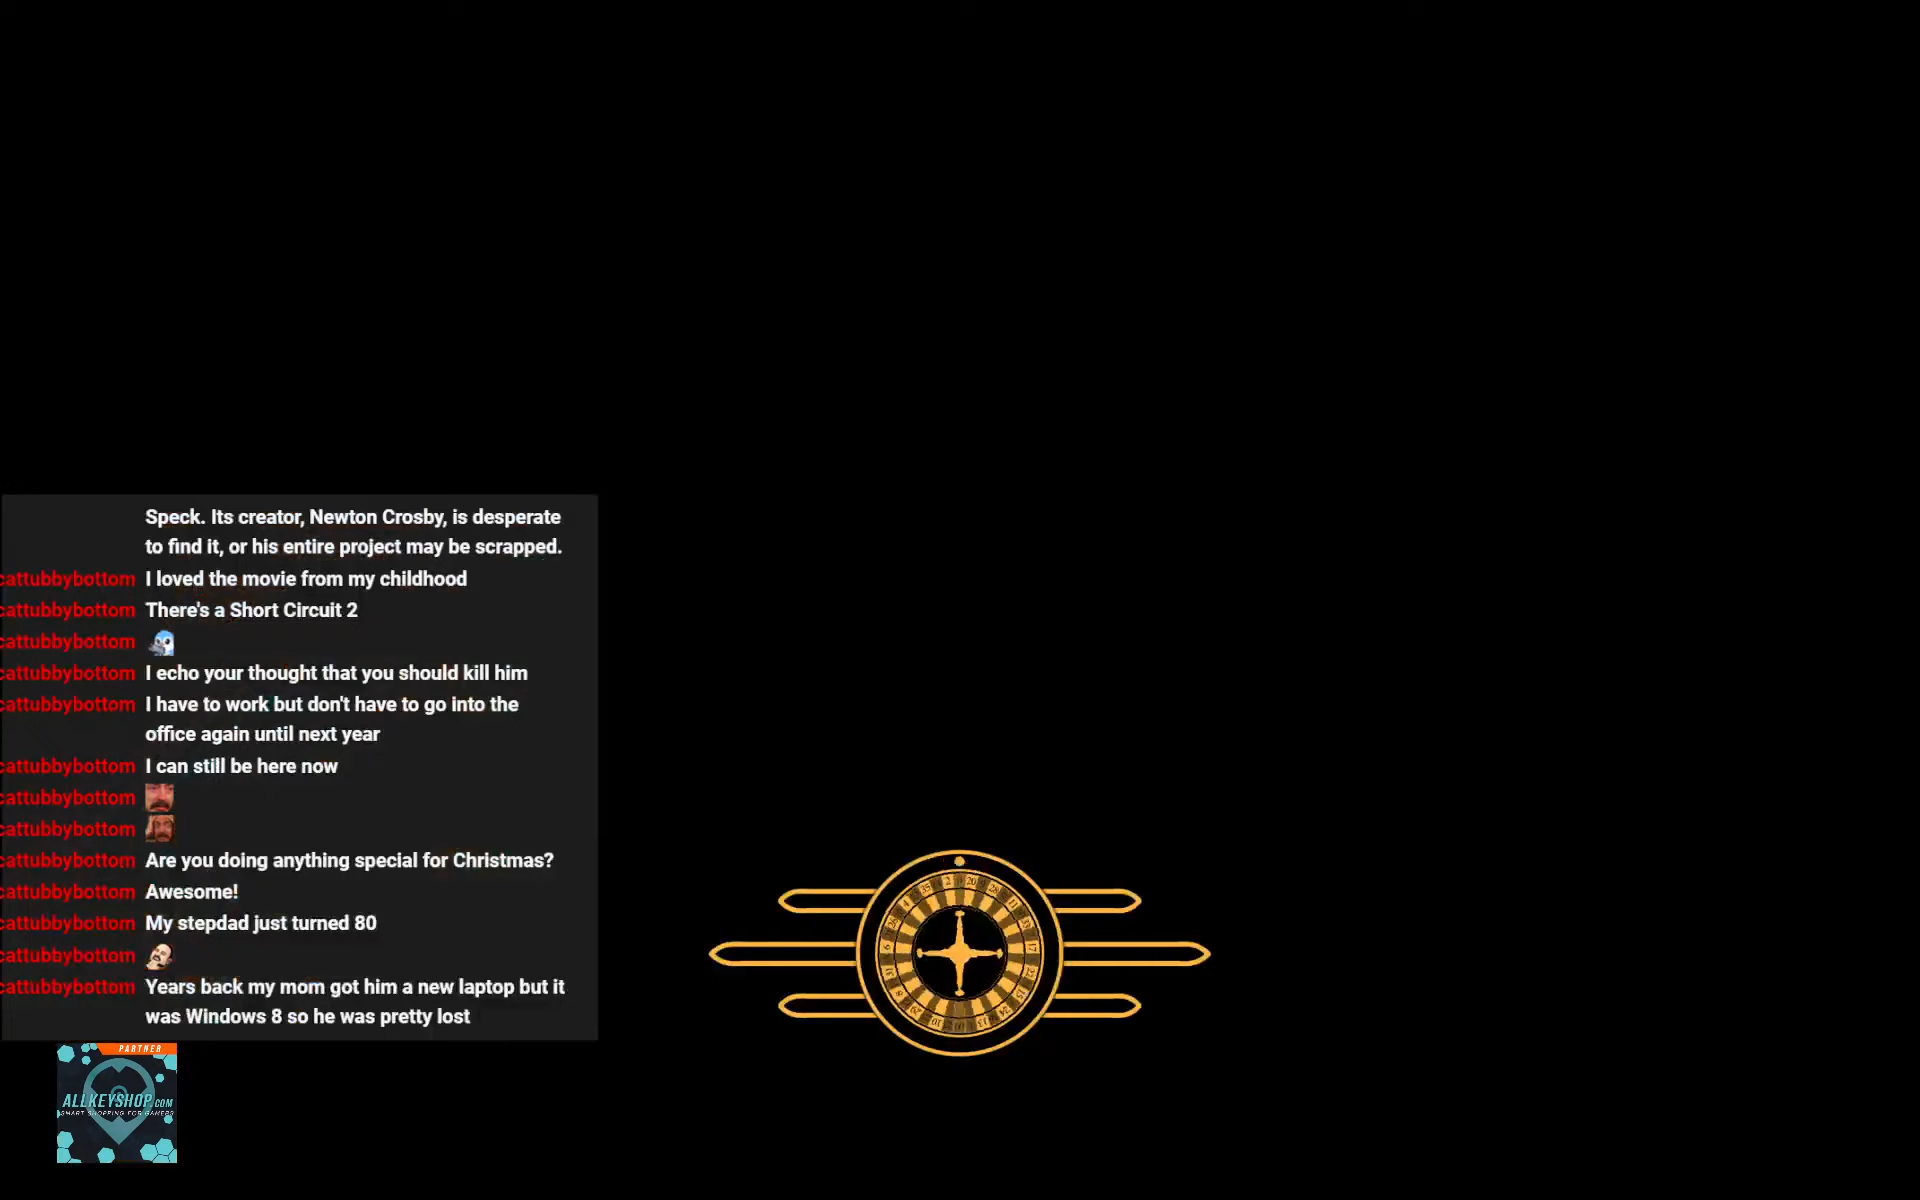 Speck. Its creator, Newton Crosby, is desperate
to find it, or his entire project may be scrapped.
cattubbybottom I loved the movie from my childhood
cattubbybottom There's a Short Circuit 2
cattubbybottom
cattubbybottom I echo your thought that you should kill him
cattubbybottom I have to work but don't have to go into the
office again until next year
cattubbybottom I can still be here now
cattubbybottom
cattubbybottom
cattubbybottom Are you doing anything special for Christmas?
cattubbybottom Awesome!
cattubbybottom My stepdad just turned 80
cattubbybottom
cattubbybottom Years back my mom got him a new laptop but it
was Windows 8 so he was pretty lost
PARTNER
ALLKEYSHOP.COM
SMART SHOPPING FOR GAMERS